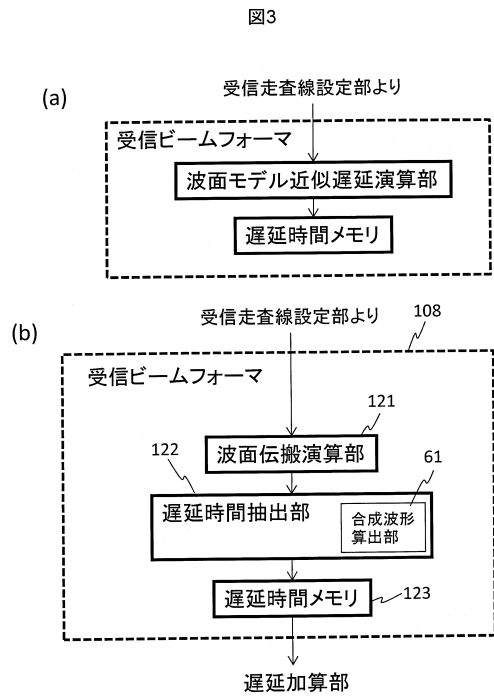 図3
(a)
受信走査線設定部より
受信ビームフォーマ
波面モデル近似遅延演算部
遅延時間メモリ
(b)
受信走査線設定部より
108
受信ビームフォーマ
121
波面伝搬演算部
122
61
遅延時間抽出部
合成波形
算出部
遅延時間メモリ
123
遅延加算部